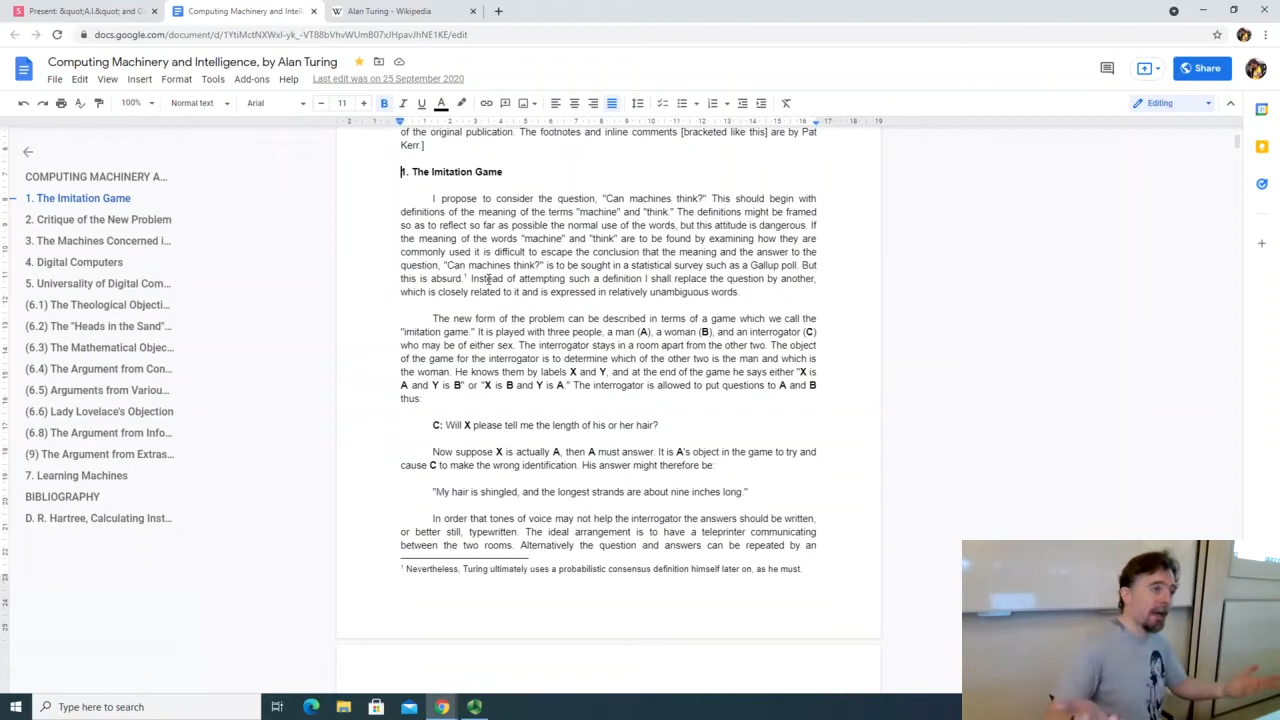 Present: &quot;A.I.&quot; and G
Computing Machinery and Intelli
Alan Turing - Wikipedia
docs.google.com/document/d/1YtiMctNXWxI-yk_-VT88bVhvWUmB07xJHpavJhNE1KE/edit
Computing Machinery and Intelligence, by Alan Turing
File Edit View Insert Format Tools Add-ons Help Last edit was on 25 September 2020
Share
100% Normal text Arial 11 Editing
2 1 1 2 3 4 5 6 7 8 9 10 11 12 13 14 15 16 17 18 19
COMPUTING MACHINERY A...
1. The Imitation Game
2. Critique of the New Problem
3. The Machines Concerned i...
4. Digital Computers
5. Universality of Digital Com...
(6.1) The Theological Objecti...
(6.2) The "Heads in the Sand"...
(6.3) The Mathematical Objec...
(6.4) The Argument from Con...
(6.5) Arguments from Variou...
(6.6) Lady Lovelace's Objection
(6.8) The Argument from Info...
(9) The Argument from Extras...
7. Learning Machines
BIBLIOGRAPHY
D. R. Hartree, Calculating Inst...
of the original publication. The footnotes and inline comments [bracketed like this] are by Pat
Kerr.]
1. The Imitation Game
I propose to consider the question, "Can machines think?" This should begin with
definitions of the meaning of the terms "machine" and "think." The definitions might be framed
so as to reflect so far as possible the normal use of the words, but this attitude is dangerous. If
the meaning of the words "machine" and "think" are to be found by examining how they are
commonly used it is difficult to escape the conclusion that the meaning and the answer to the
question, "Can machines think?" is to be sought in a statistical survey such as a Gallup poll. But
this is absurd.1 Instead of attempting such a definition I shall replace the question by another,
which is closely related to it and is expressed in relatively unambiguous words.
The new form of the problem can be described in terms of a game which we call the
"imitation game." It is played with three people, a man (A), a woman (B), and an interrogator (C)
who may be of either sex. The interrogator stays in a room apart from the other two. The object
of the game for the interrogator is to determine which of the other two is the man and which is
the woman. He knows them by labels X and Y, and at the end of the game he says either "X is
A and Y is B" or "X is B and Y is A." The interrogator is allowed to put questions to A and B
thus:
C: Will X please tell me the length of his or her hair?
Now suppose X is actually A, then A must answer. It is A's object in the game to try and
cause C to make the wrong identification. His answer might therefore be:
"My hair is shingled, and the longest strands are about nine inches long."
In order that tones of voice may not help the interrogator the answers should be written,
or better still, typewritten. The ideal arrangement is to have a teleprinter communicating
between the two rooms. Alternatively the question and answers can be repeated by an
1 Nevertheless, Turing ultimately uses a probabilistic consensus definition himself later on, as he must.
Type here to search